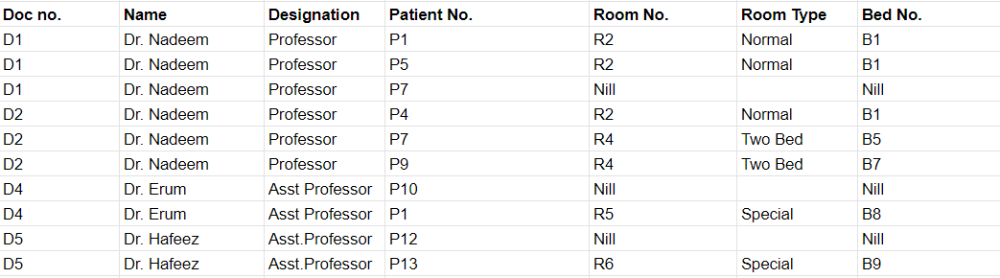 Doc no. Name Designation Patient No. Room No. Room Type Bed No.
D1 Dr. Nadeem Professor P1 R2 Normal B1
D1 Dr. Nadeem Professor P5 R2 Normal B1
D1 Dr. Nadeem Professor P7 Nill Nill
D2 Dr. Nadeem Professor P4 R2 Normal B1
D2 Dr. Nadeem Professor P7 R4 Two Bed B5
D2 Dr. Nadeem Professor P9 R4 Two Bed B7
D4 Dr. Erum Asst Professor P10 Nill Nill
D4 Dr. Erum Asst Professor P1 R5 Special B8
D5 Dr. Hafeez Asst.Professor P12 Nill Nill
D5 Dr. Hafeez Asst.Professor P13 R6 Special B9